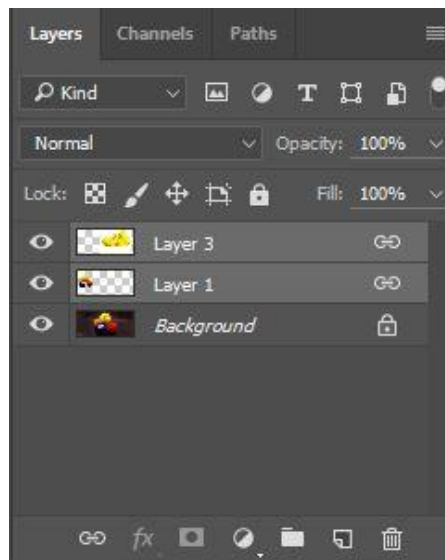 Layers Channels Paths
Kind T
Normal Opacity: 100%
Lock: Fill: 100%
Layer 3
Layer 1
Background
fx